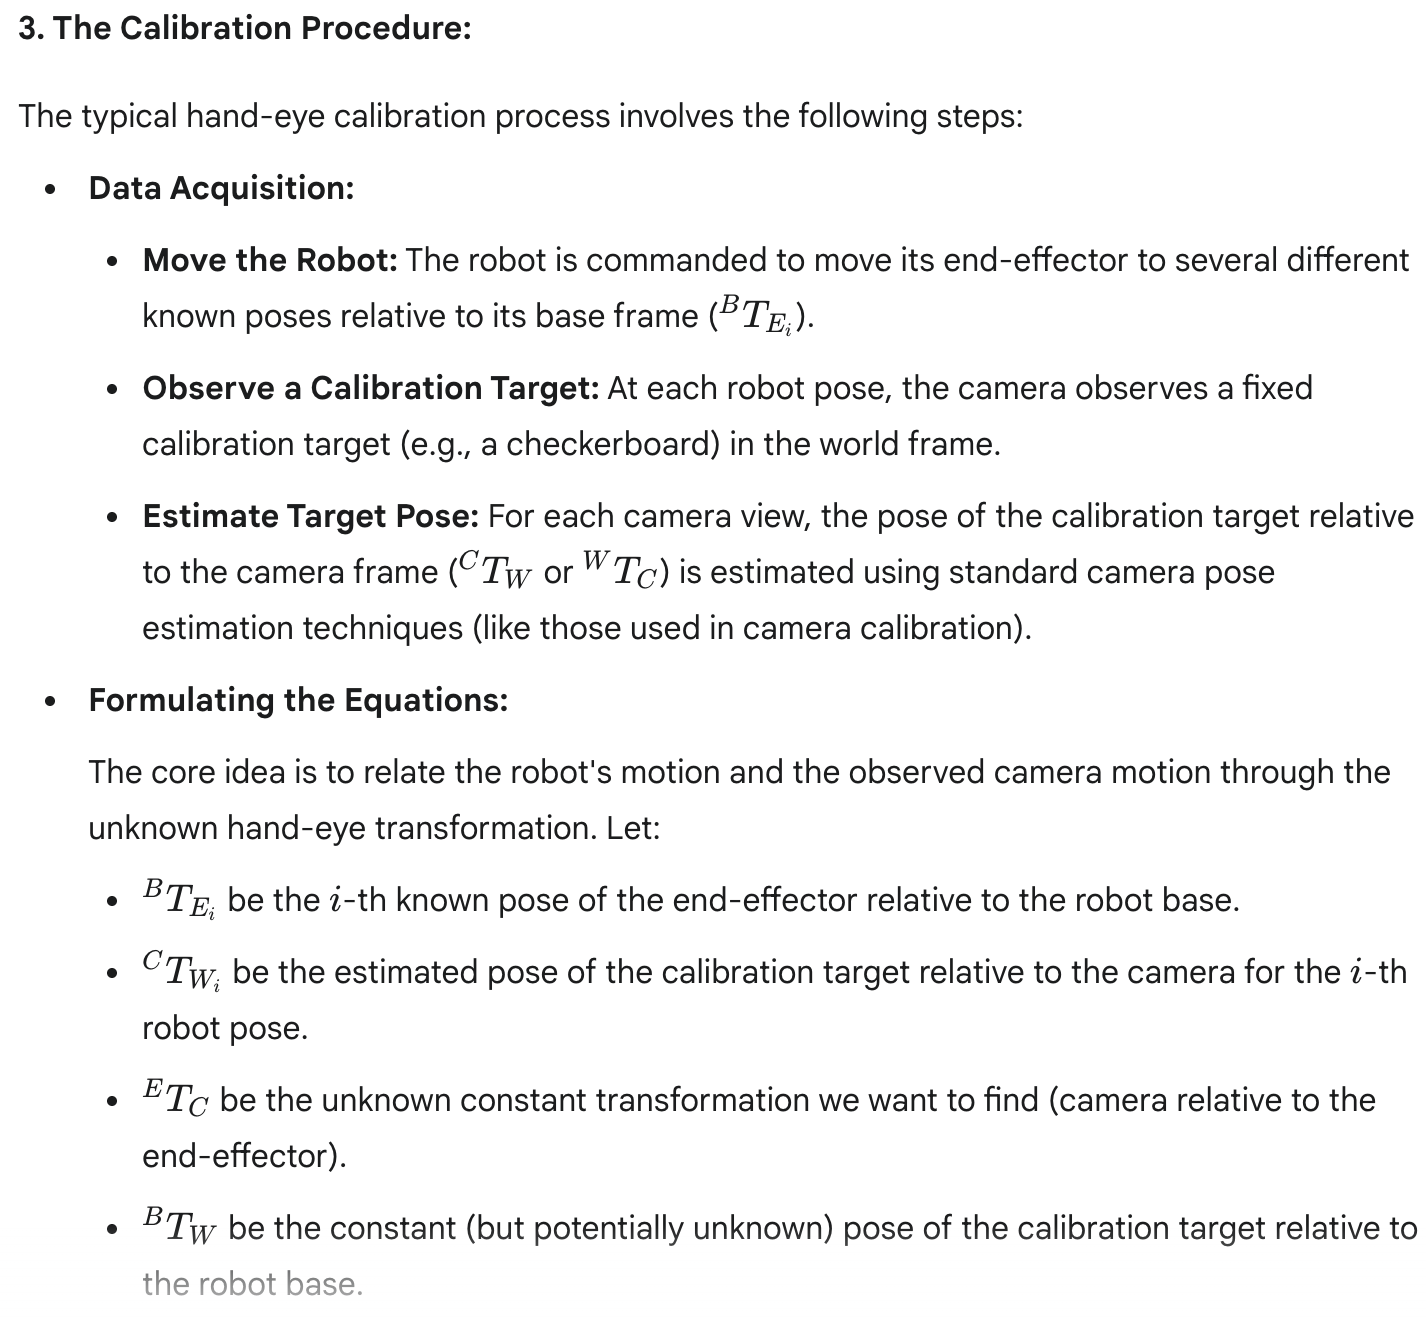 3. The Calibration Procedure:
The typical hand-eye calibration process involves the following steps:
• Data Acquisition:
• Move the Robot: The robot is commanded to move its end-effector to several different
known poses relative to its base frame (${}^{B}T_{E_i}$).
• Observe a Calibration Target: At each robot pose, the camera observes a fixed
calibration target (e.g., a checkerboard) in the world frame.
• Estimate Target Pose: For each camera view, the pose of the calibration target relative
to the camera frame (${}^{C}T_{W}$ or ${}^{W}T_{C}$) is estimated using standard camera pose
estimation techniques (like those used in camera calibration).
• Formulating the Equations:
The core idea is to relate the robot's motion and the observed camera motion through the
unknown hand-eye transformation. Let:
• ${}^{B}T_{E_i}$ be the $i$-th known pose of the end-effector relative to the robot base.
• ${}^{C}T_{W_i}$ be the estimated pose of the calibration target relative to the camera for the $i$-th
robot pose.
• ${}^{E}T_{C}$ be the unknown constant transformation we want to find (camera relative to the
end-effector).
• ${}^{B}T_{W}$ be the constant (but potentially unknown) pose of the calibration target relative to
the robot base.